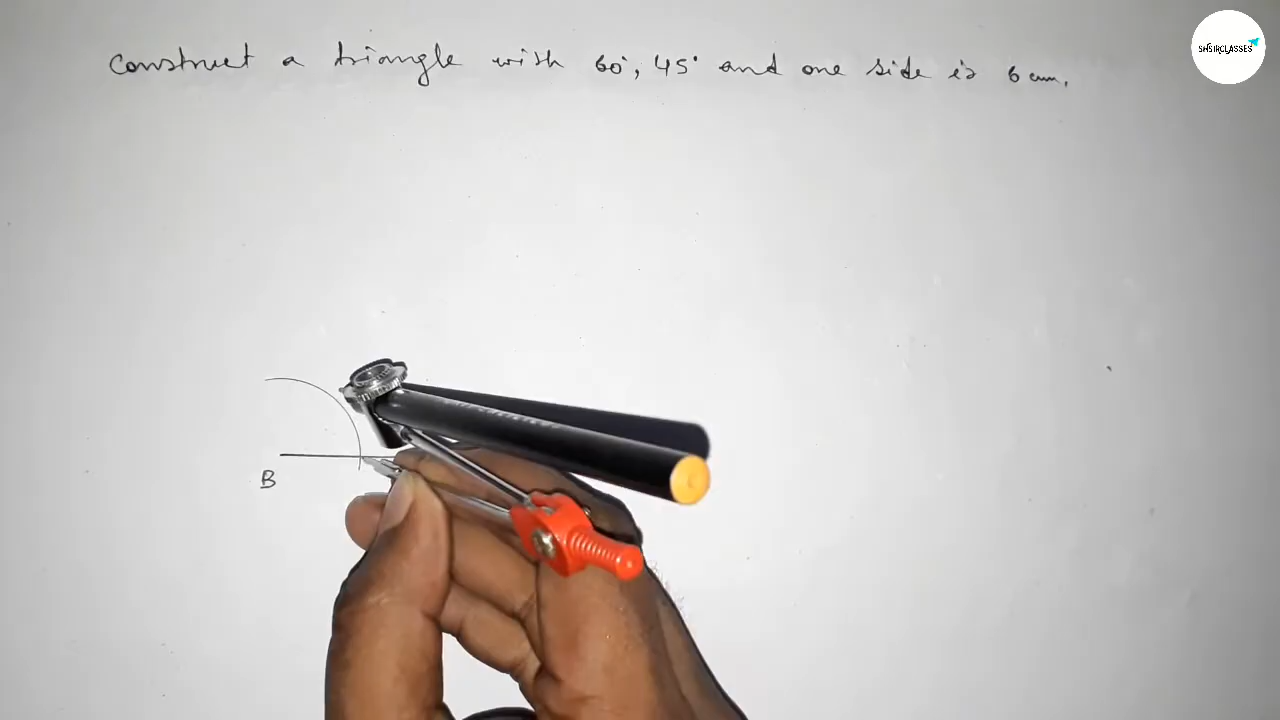 construct a triangle with 60°, 45° and one side is 6 cm.
SHSIRCLASSES
B